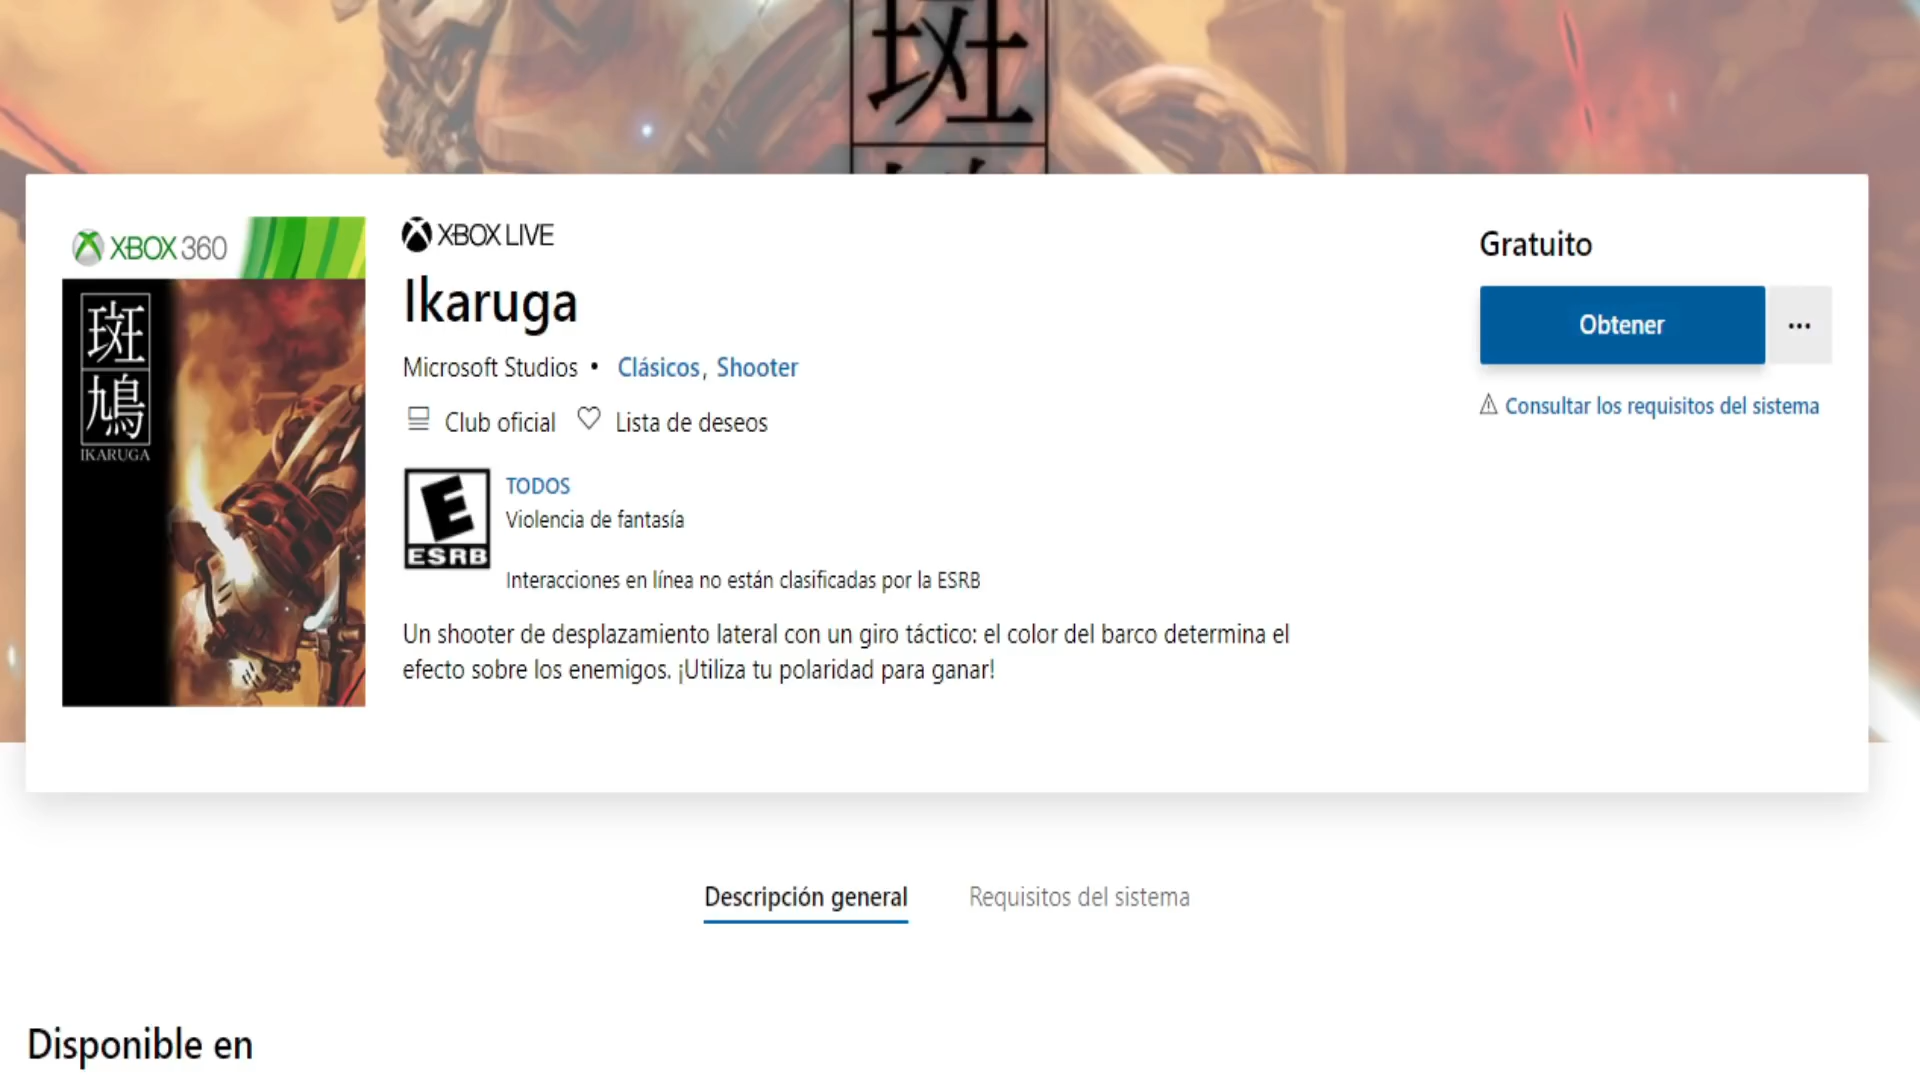 斑
XBOX 360
斑
鳩
IKARUGA
XBOX LIVE
Ikaruga
Microsoft Studios • Clásicos, Shooter
Club oficial Lista de deseos
E
ESRB
TODOS
Violencia de fantasía
Interacciones en línea no están clasificadas por la ESRB
Un shooter de desplazamiento lateral con un giro táctico: el color del barco determina el
efecto sobre los enemigos. ¡Utiliza tu polaridad para ganar!
Gratuito
Obtener ...
Consultar los requisitos del sistema
Descripción general Requisitos del sistema
Disponible en